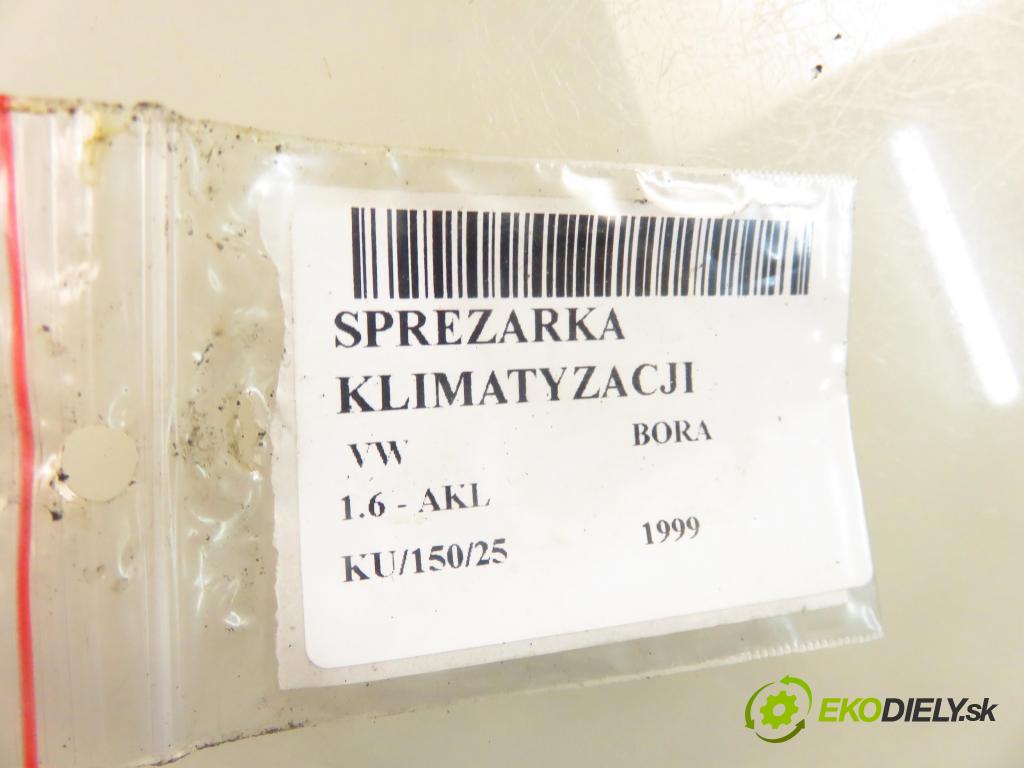 SPREZARKA
KLIMATYZACJI
VW BORA
1.6 - AKL
KU/150/25 1999
EKODIELY.sk